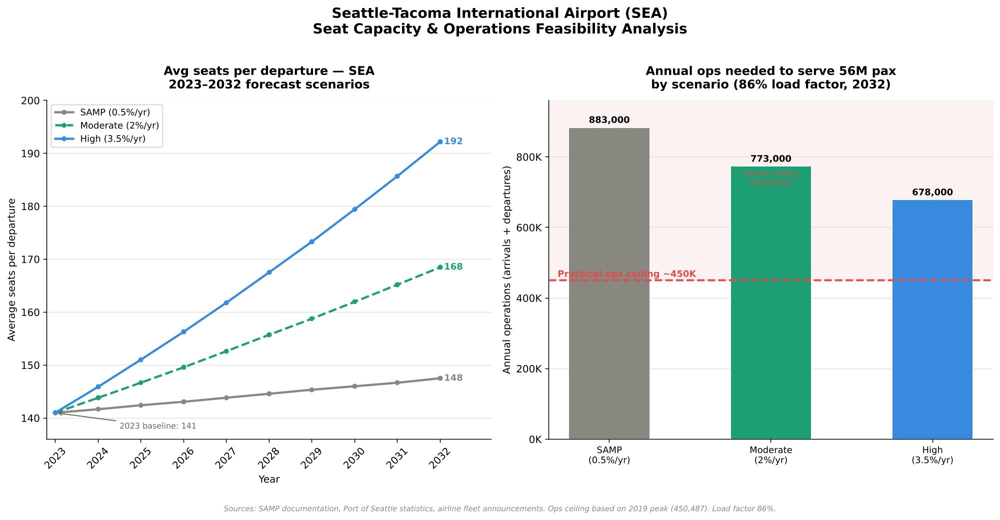 Seattle-Tacoma International Airport (SEA)
Seat Capacity & Operations Feasibility Analysis
Avg seats per departure — SEA
2023–2032 forecast scenarios
200
190
180
170
160
150
140
Average seats per departure
SAMP (0.5%/yr)
Moderate (2%/yr)
High (3.5%/yr)
192
168
148
2023 baseline: 141
2023
2024
2025
2026
2027
2028
2029
2030
2031
2032
Year
Annual ops needed to serve 56M pax
by scenario (86% load factor, 2032)
800K
600K
400K
200K
0K
Annual operations (arrivals + departures)
883,000
773,000
Above ceiling
(infeasible)
678,000
Practical ops ceiling ~450K
SAMP
(0.5%/yr)
Moderate
(2%/yr)
High
(3.5%/yr)
Sources: SAMP documentation, Port of Seattle statistics, airline fleet announcements. Ops ceiling based on 2019 peak (450,487). Load factor 86%.